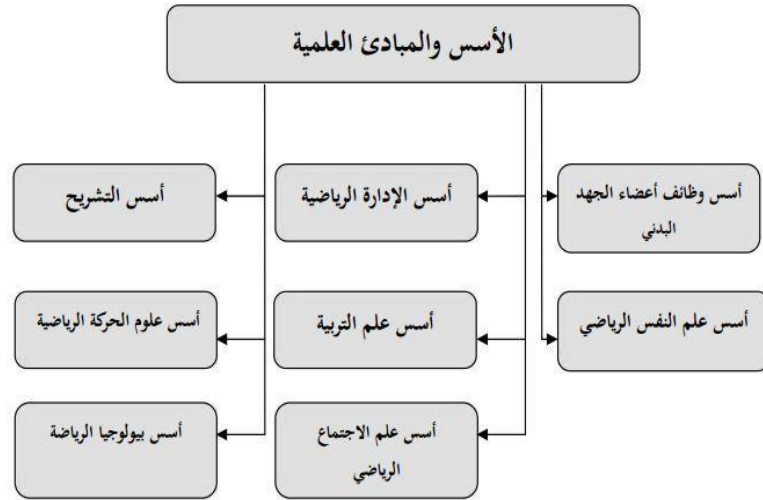 الأسس والمبادئ العلمية
أسس وظائف أعضاء الجهد
البدني
أسس الإدارة الرياضية
أسس التشريح
أسس علم النفس الرياضي
أسس علم التربية
أسس علوم الحركة الرياضية
أسس علم الاجتماع
الرياضي
أسس بيولوجيا الرياضة